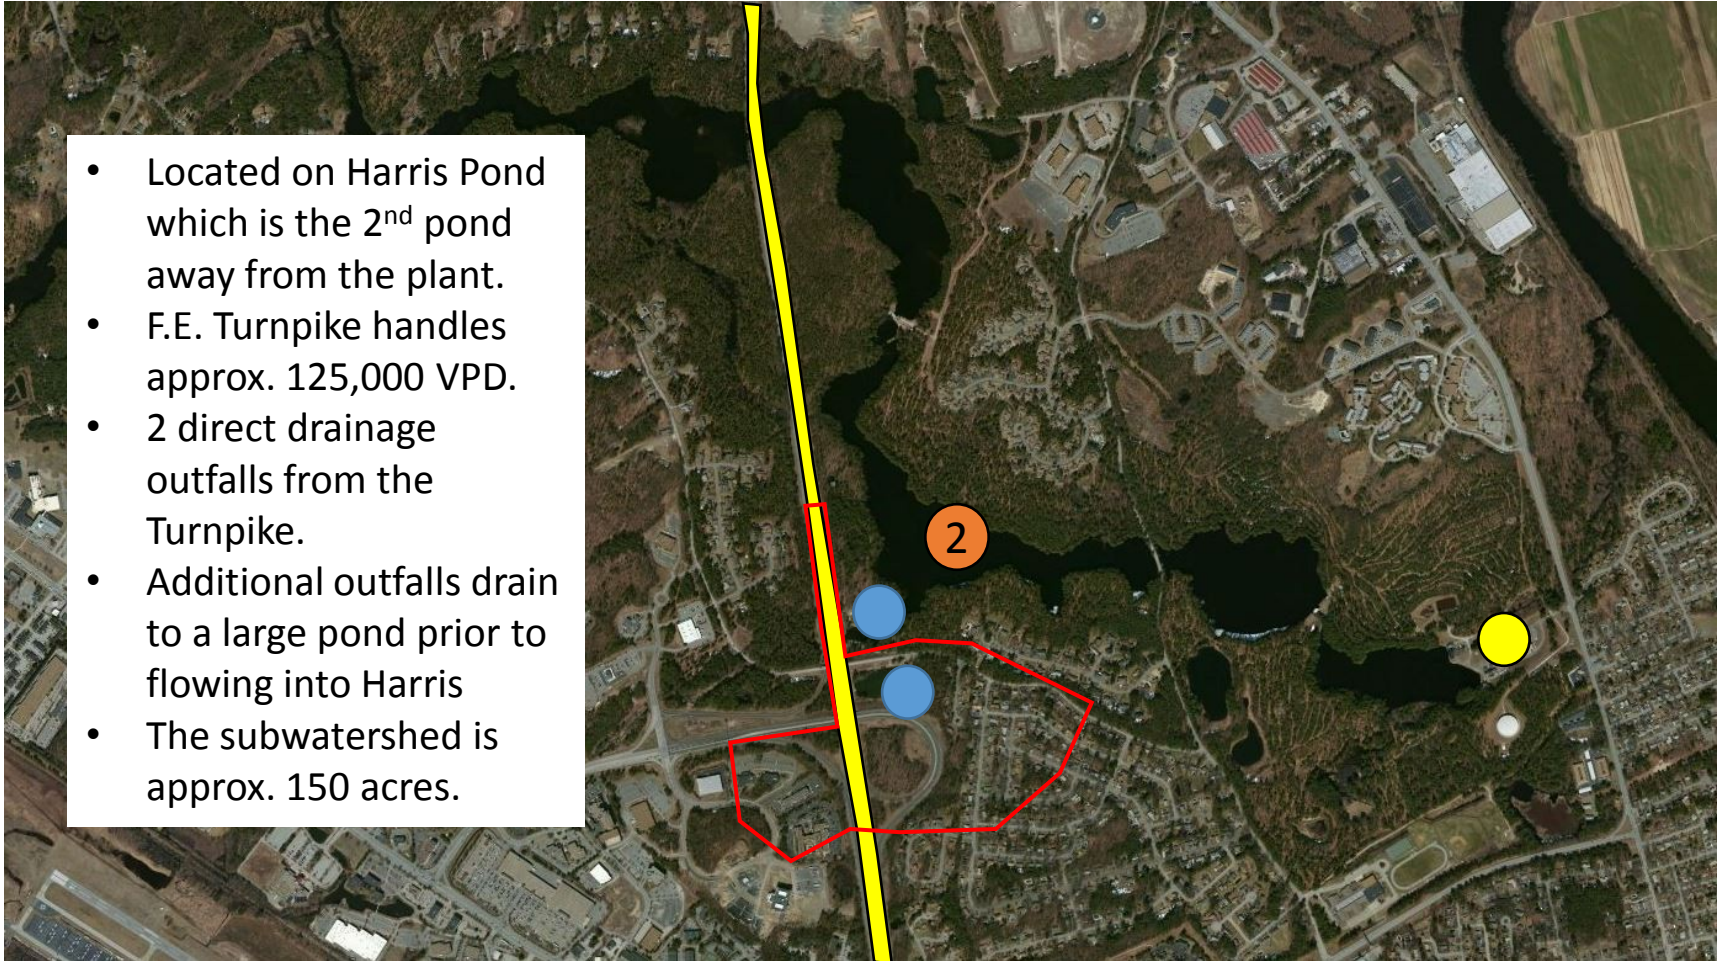 • Located on Harris Pond
which is the 2nd pond
away from the plant.
• F.E. Turnpike handles
approx. 125,000 VPD.
• 2 direct drainage
outfalls from the
Turnpike.
• Additional outfalls drain
to a large pond prior to
flowing into Harris
• The subwatershed is
approx. 150 acres.
2